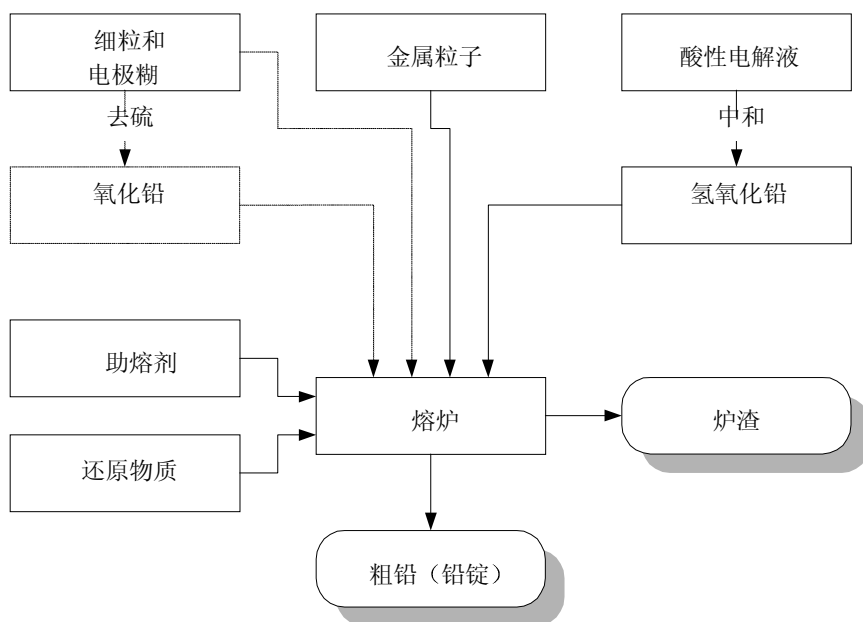 细粒和
电极糊
金属粒子
酸性电解液
去硫
中和
氧化铅
氢氧化铅
助熔剂
熔炉
炉渣
还原物质
粗铅（铅锭）